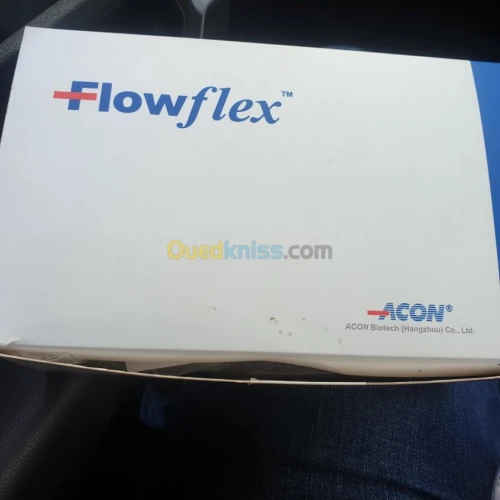 Flowflex™
Ouedkniss.com
ACON®
ACON Biotech (Hangzhou) Co., Ltd.